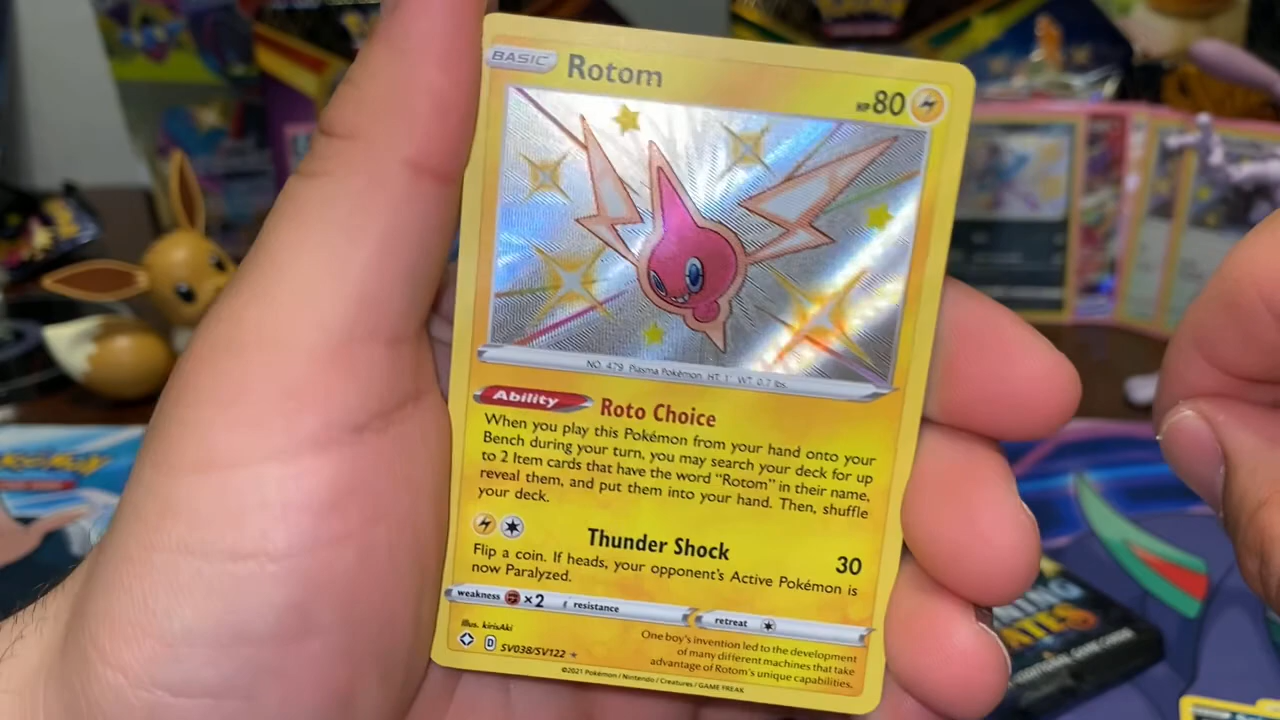 BASIC
Rotom
HP 80
NO. 479 Plasma Pokémon HT: 1' WT: 0.7 lbs.
Ability Roto Choice
When you play this Pokémon from your hand onto your
Bench during your turn, you may search your deck for up
to 2 Item cards that have the word “Rotom” in their name,
reveal them, and put them into your hand. Then, shuffle
your deck.
Thunder Shock 30
Flip a coin. If heads, your opponent's Active Pokémon is
now Paralyzed.
weakness ×2 resistance retreat
Illus. kirisAki
D SV038/SV122 ★
One boy's invention led to the development
of many different machines that take
advantage of Rotom's unique capabilities.
©2021 Pokémon / Nintendo / Creatures / GAME FREAK